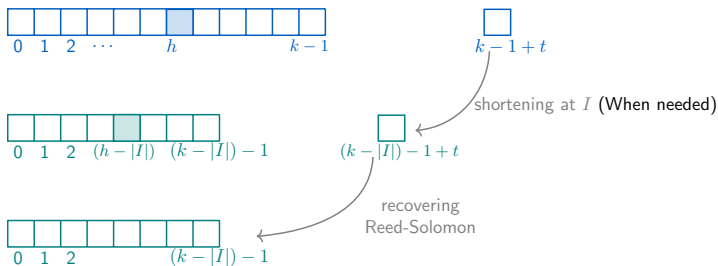 0 1 2 ⋯ h k − 1 k − 1 + t
shortening at I (When needed)
0 1 2 (h − |I|) (k − |I|) − 1 (k − |I|) − 1 + t
recovering
Reed-Solomon
0 1 2 (k − |I|) − 1